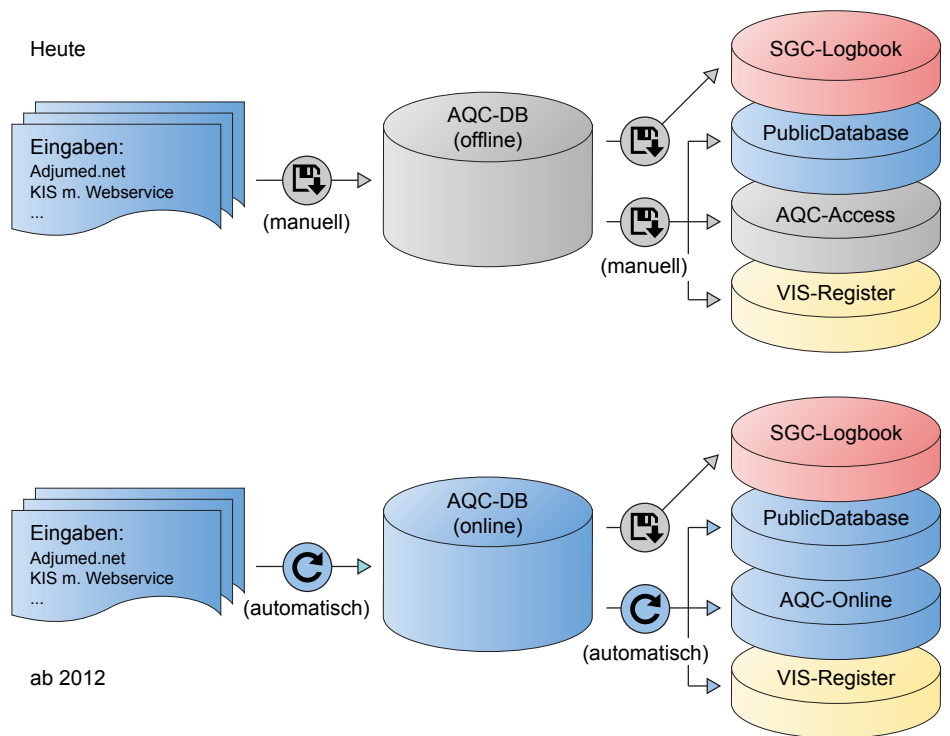 Heute
Eingaben:
Adjumed.net
KIS m. Webservice
...
(manuell)
AQC-DB
(offline)
(manuell)
SGC-Logbook
PublicDatabase
AQC-Access
VIS-Register
Eingaben:
Adjumed.net
KIS m. Webservice
...
(automatisch)
AQC-DB
(online)
(automatisch)
SGC-Logbook
PublicDatabase
AQC-Online
VIS-Register
ab 2012